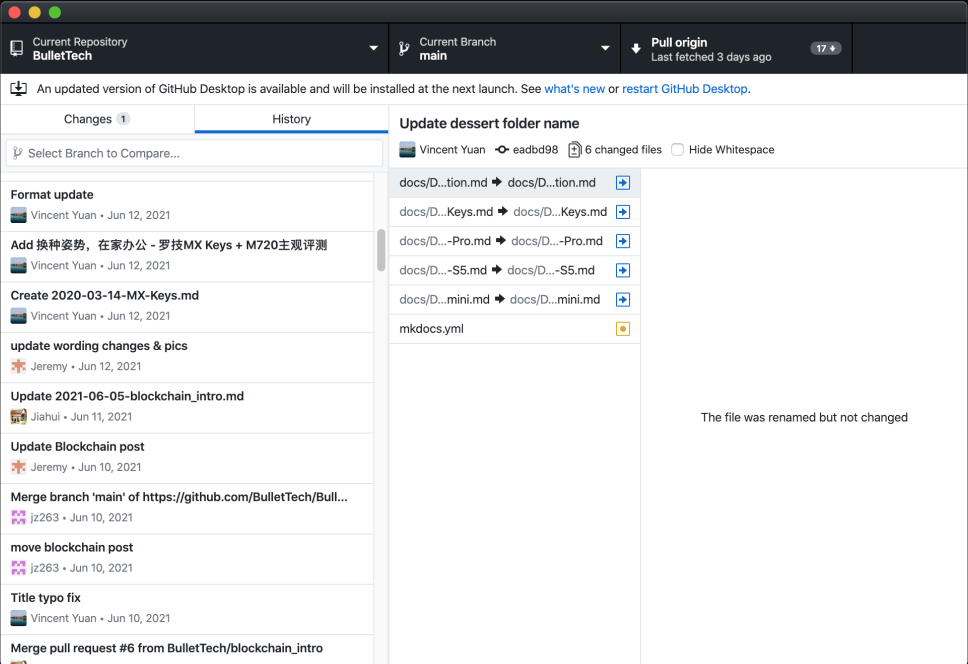 Current Repository
BulletTech
Current Branch
main
Pull origin
Last fetched 3 days ago
17
An updated version of GitHub Desktop is available and will be installed at the next launch. See what's new or restart GitHub Desktop.
Changes 1
History
Select Branch to Compare...
Format update
Vincent Yuan • Jun 12, 2021
Add 换种姿势，在家办公 - 罗技MX Keys + M720主观评测
Vincent Yuan • Jun 12, 2021
Create 2020-03-14-MX-Keys.md
Vincent Yuan • Jun 12, 2021
update wording changes & pics
Jeremy • Jun 12, 2021
Update 2021-06-05-blockchain_intro.md
Jiahui • Jun 11, 2021
Update Blockchain post
Jeremy • Jun 10, 2021
Merge branch 'main' of https://github.com/BulletTech/Bull...
jz263 • Jun 10, 2021
move blockchain post
jz263 • Jun 10, 2021
Title typo fix
Vincent Yuan • Jun 10, 2021
Merge pull request #6 from BulletTech/blockchain_intro
Update dessert folder name
Vincent Yuan eadbd98 6 changed files Hide Whitespace
docs/D...tion.md → docs/D...tion.md
docs/D...Keys.md → docs/D...Keys.md
docs/D...-Pro.md → docs/D...-Pro.md
docs/D...-S5.md → docs/D...-S5.md
docs/D...mini.md → docs/D...mini.md
mkdocs.yml
The file was renamed but not changed